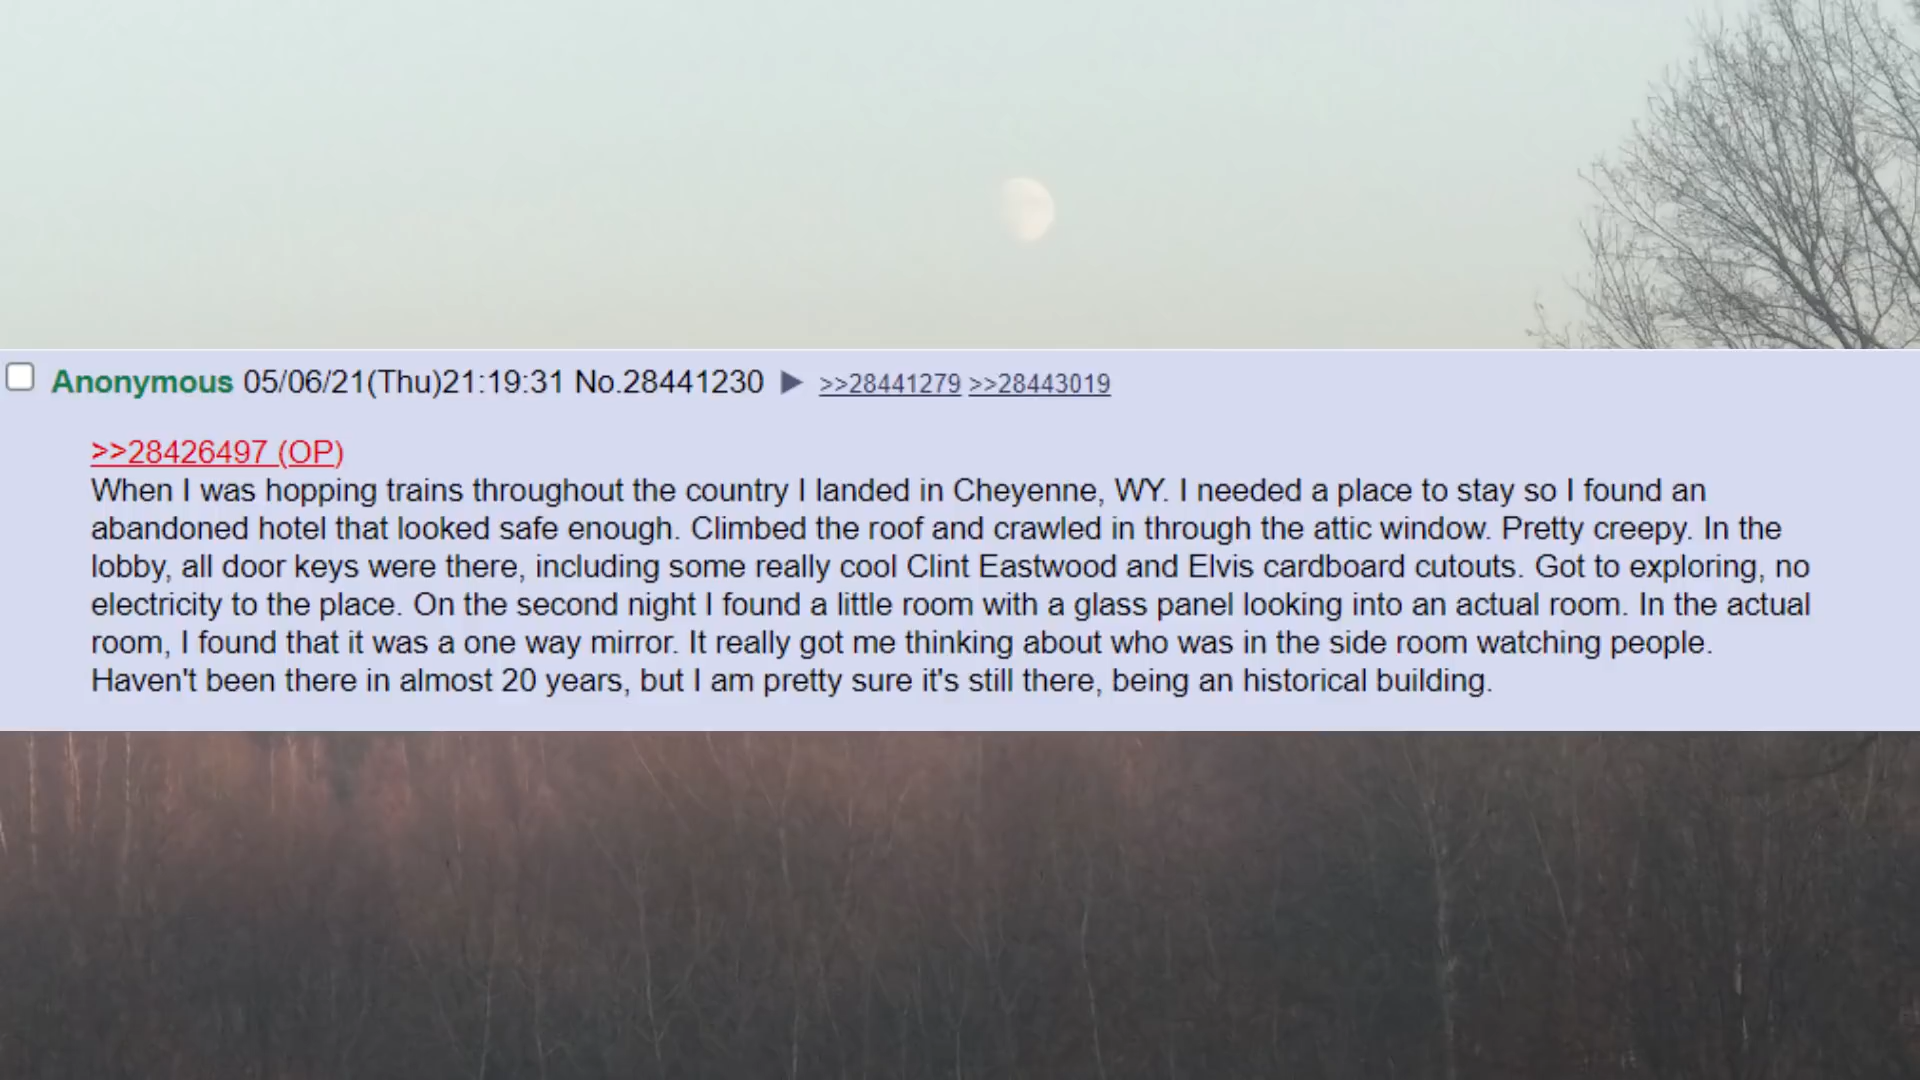 Anonymous 05/06/21(Thu)21:19:31 No.28441230 ▶ >>28441279 >>28443019
>>28426497 (OP)
When I was hopping trains throughout the country I landed in Cheyenne, WY. I needed a place to stay so I found an
abandoned hotel that looked safe enough. Climbed the roof and crawled in through the attic window. Pretty creepy. In the
lobby, all door keys were there, including some really cool Clint Eastwood and Elvis cardboard cutouts. Got to exploring, no
electricity to the place. On the second night I found a little room with a glass panel looking into an actual room. In the actual
room, I found that it was a one way mirror. It really got me thinking about who was in the side room watching people.
Haven't been there in almost 20 years, but I am pretty sure it's still there, being an historical building.